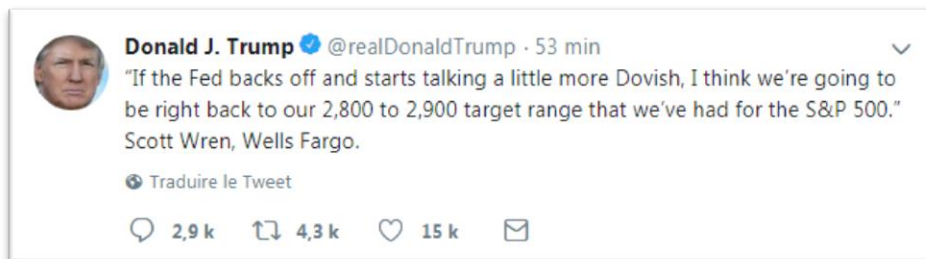 Donald J. Trump @realDonaldTrump · 53 min
“If the Fed backs off and starts talking a little more Dovish, I think we’re going to
be right back to our 2,800 to 2,900 target range that we’ve had for the S&P 500.”
Scott Wren, Wells Fargo.
Traduire le Tweet
2,9 k 4,3 k 15 k